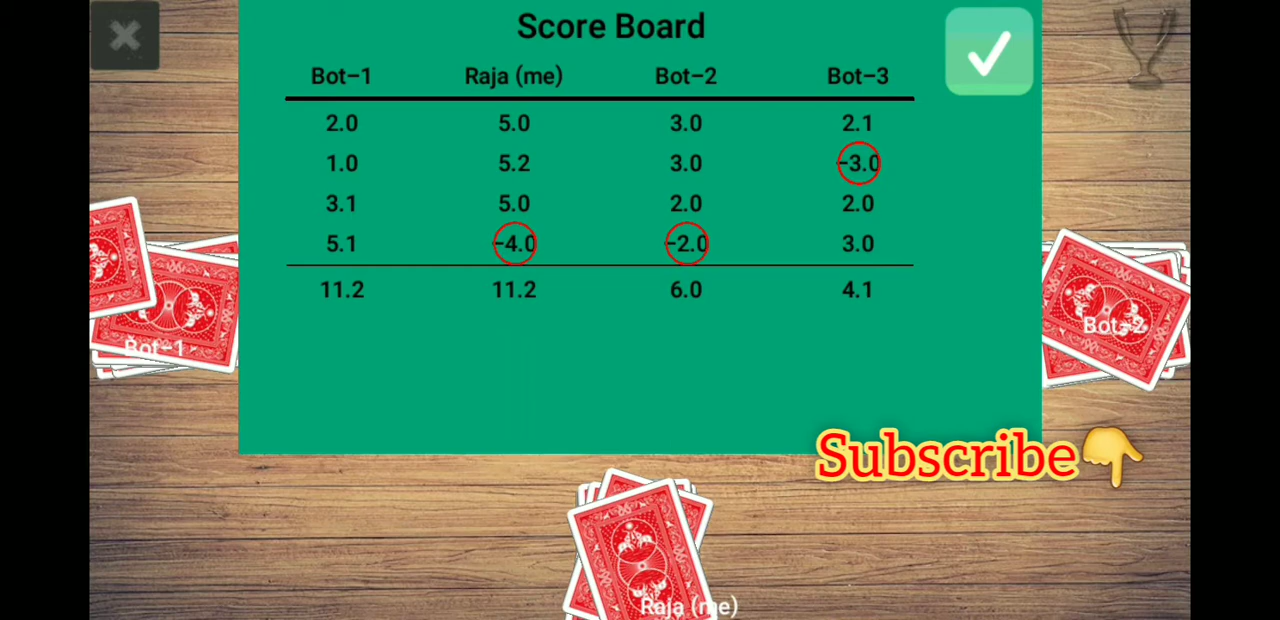 Score Board
Bot-1 Raja (me) Bot-2 Bot-3
2.0 5.0 3.0 2.1
1.0 5.2 3.0 -3.0
3.1 5.0 2.0 2.0
5.1 -4.0 -2.0 3.0
11.2 11.2 6.0 4.1
Bot-1
Bot-2
Subscribe
Raja (me)